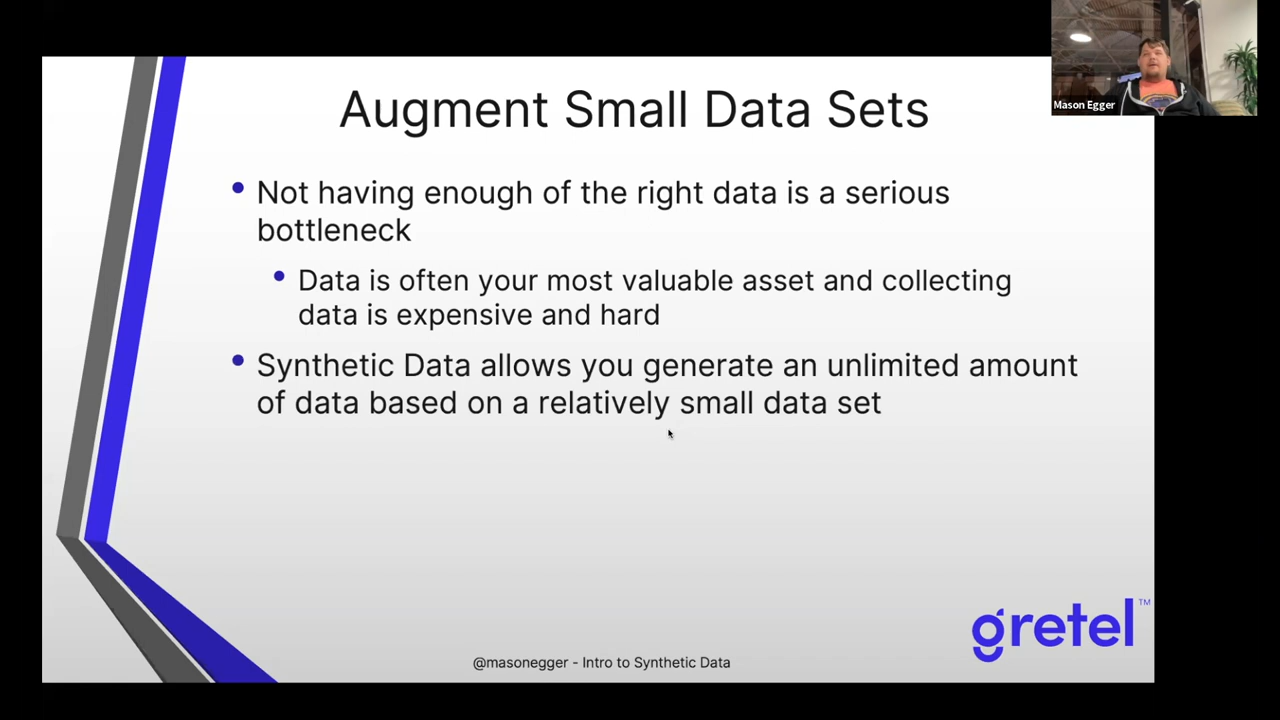 Augment Small Data Sets
Mason Egger
• Not having enough of the right data is a serious
bottleneck
• Data is often your most valuable asset and collecting
data is expensive and hard
• Synthetic Data allows you generate an unlimited amount
of data based on a relatively small data set
gretel™
@masonegger - Intro to Synthetic Data